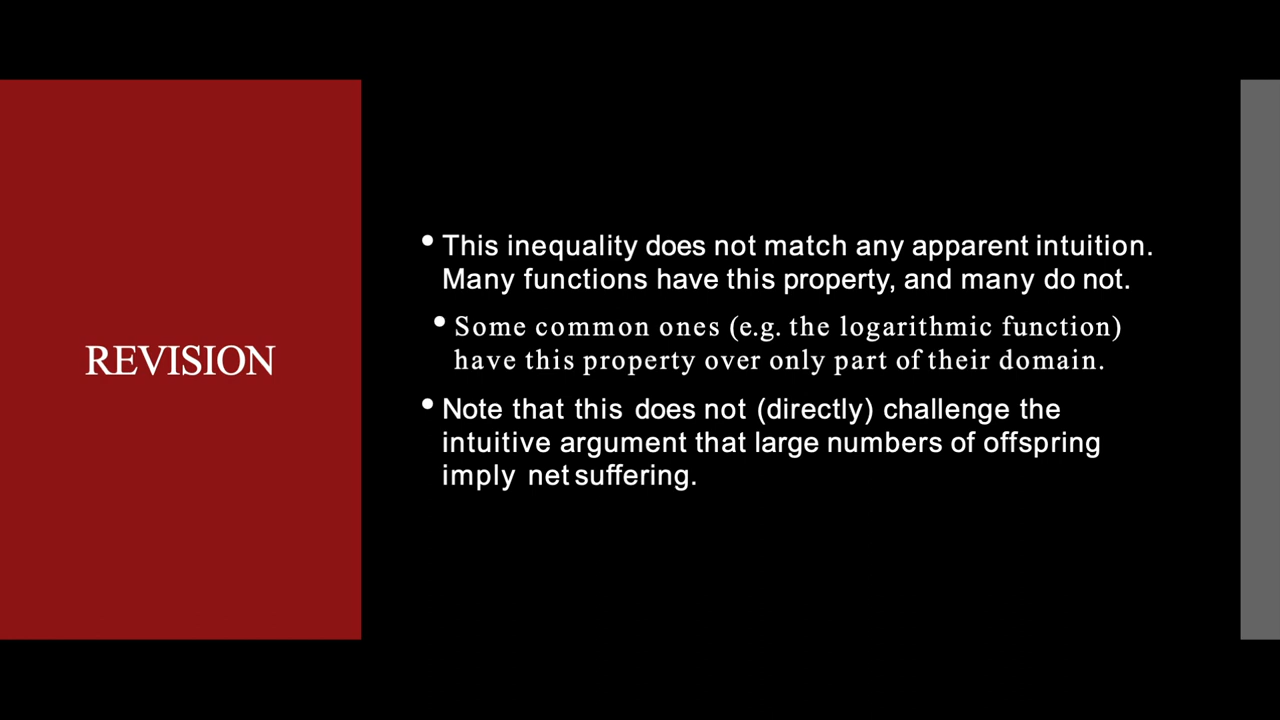 REVISION
• This inequality does not match any apparent intuition.
Many functions have this property, and many do not.
• Some common ones (e.g. the logarithmic function)
have this property over only part of their domain.
• Note that this does not (directly) challenge the
intuitive argument that large numbers of offspring
imply net suffering.